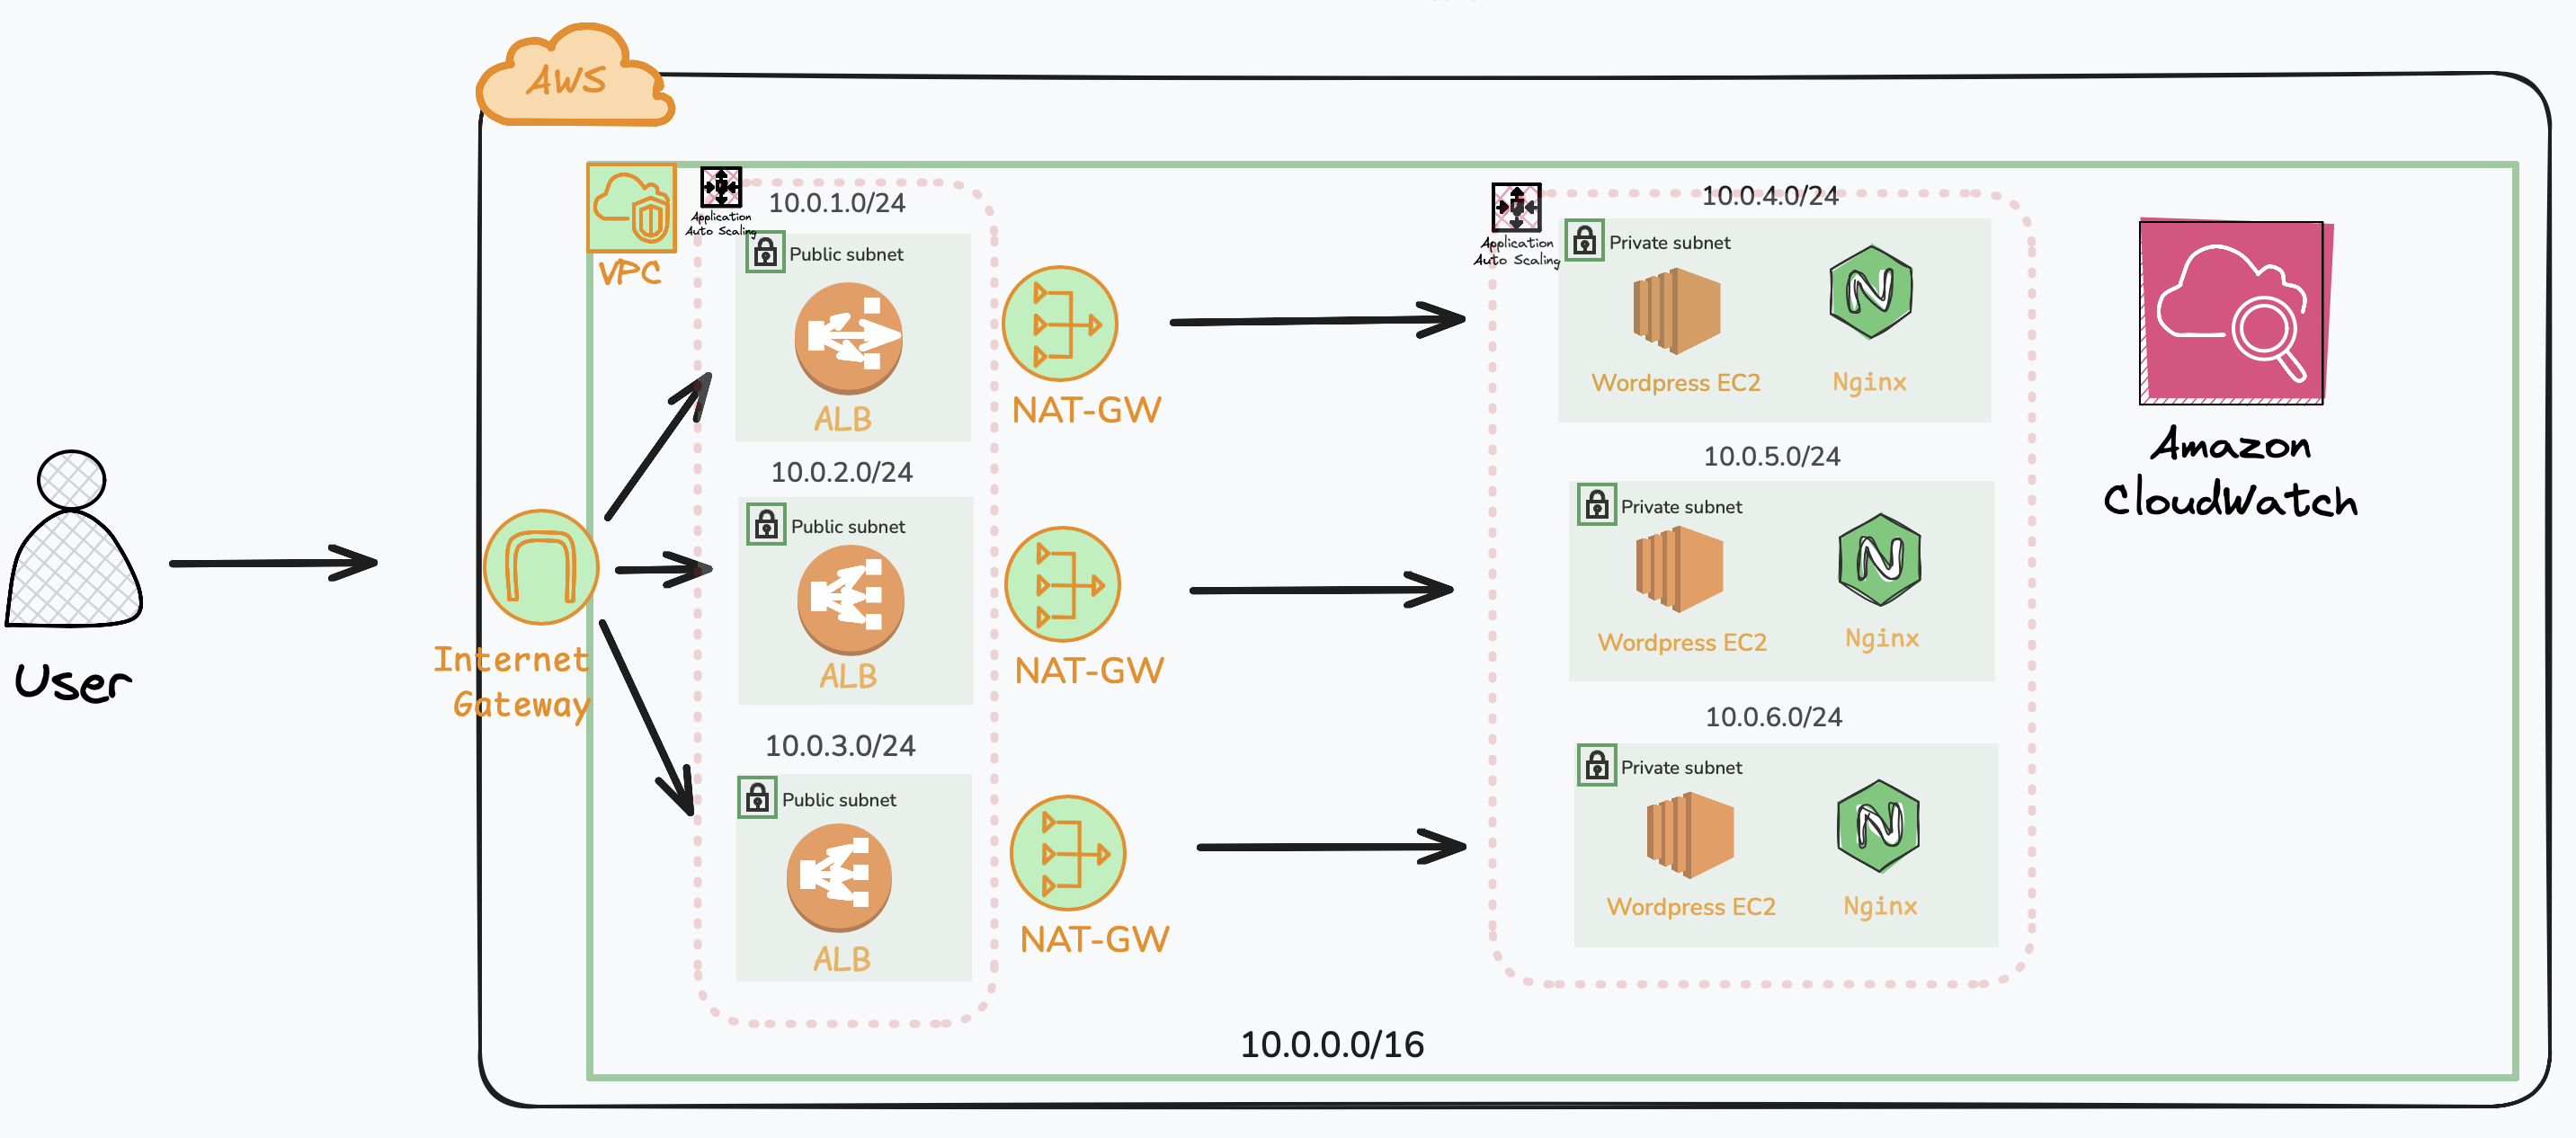 AWS
VPC
Application
Auto Scaling
10.0.1.0/24
Public subnet
ALB
10.0.2.0/24
Public subnet
ALB
10.0.3.0/24
Public subnet
ALB
User
Internet
Gateway
NAT-GW
NAT-GW
NAT-GW
Application
Auto Scaling
10.0.4.0/24
Private subnet
Wordpress EC2
N
Nginx
10.0.5.0/24
Private subnet
Wordpress EC2
N
Nginx
10.0.6.0/24
Private subnet
Wordpress EC2
N
Nginx
Amazon
CloudWatch
10.0.0.0/16